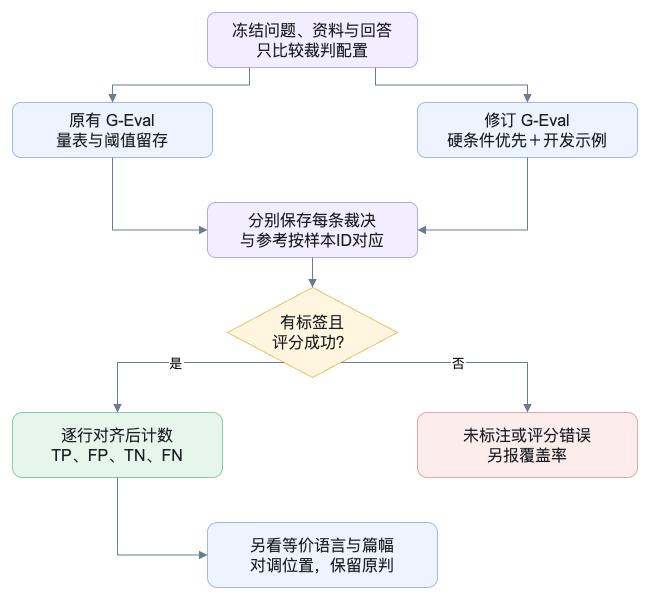 冻结问题、资料与回答
只比较裁判配置
原有 G-Eval
量表与阈值留存
修订 G-Eval
硬条件优先＋开发示例
分别保存每条裁决
与参考按样本ID对应
有标签且
评分成功?
是
否
逐行对齐后计数
TP、FP、TN、FN
未标注或评分错误
另报覆盖率
另看等价语言与篇幅
对调位置，保留原判